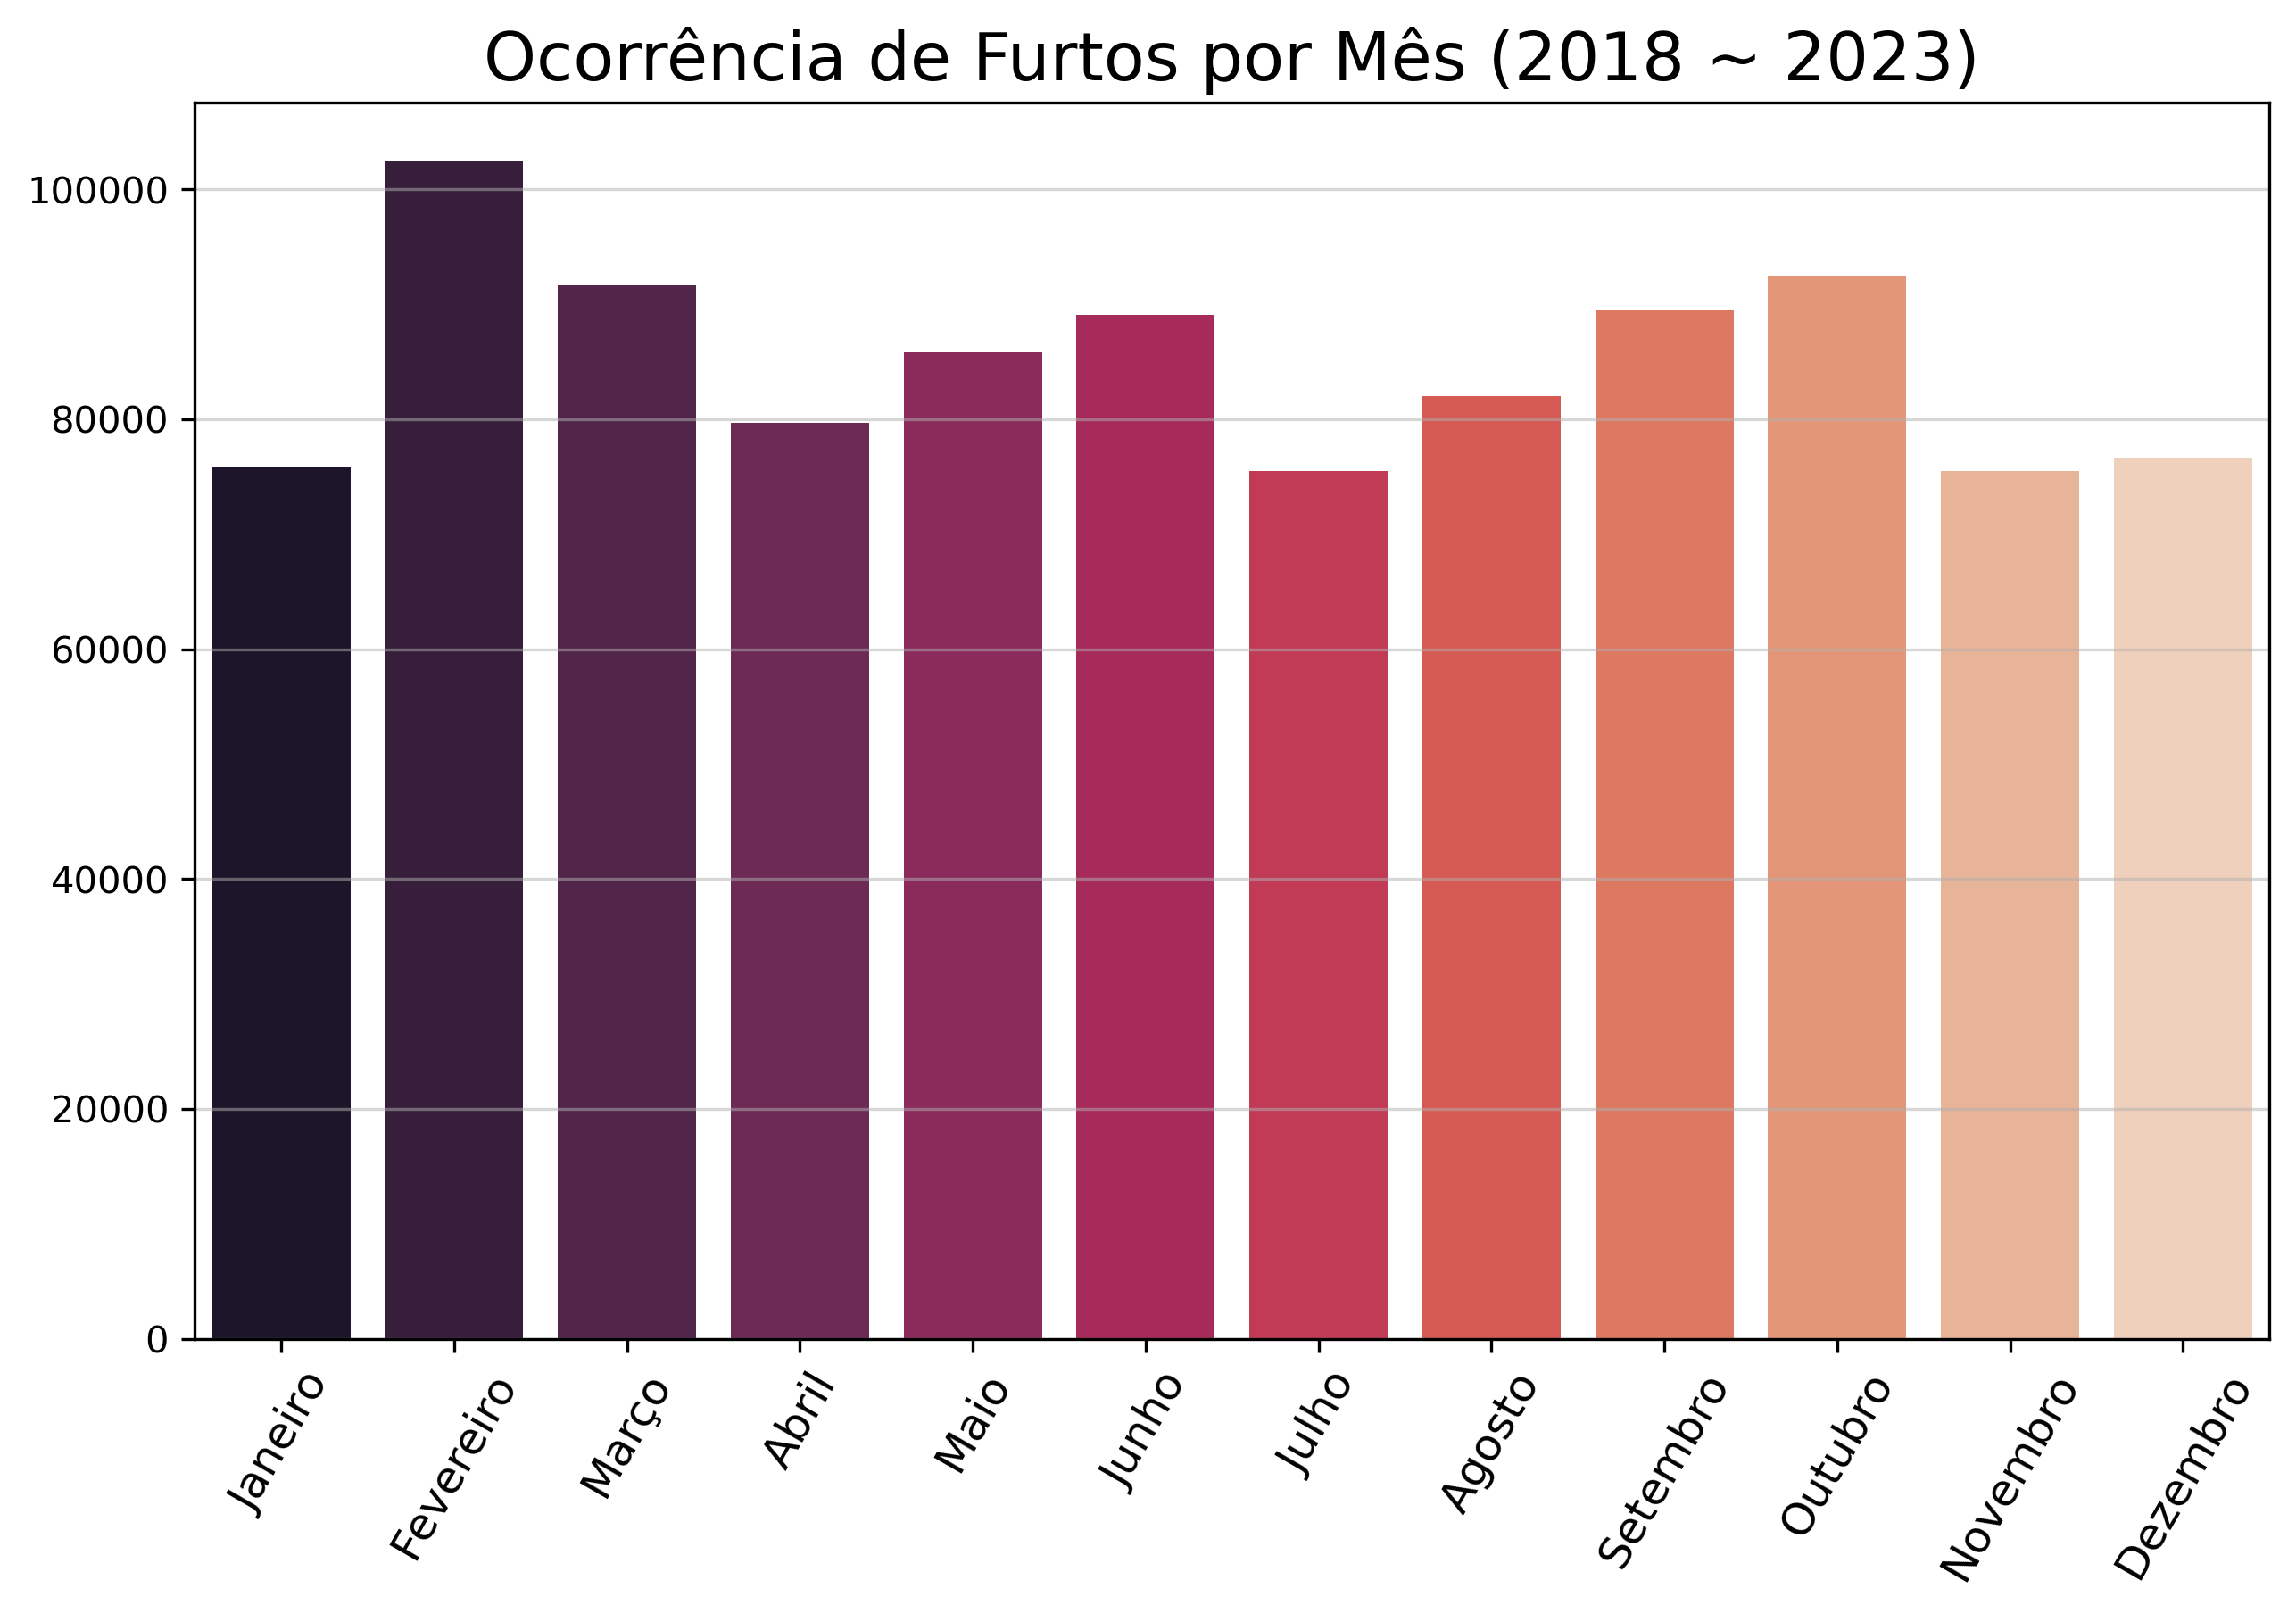 Ocorrência de Furtos por Mês (2018 ~ 2023)
100000
80000
60000
40000
20000
0
Janeiro
Fevereiro
Março
Abril
Maio
Junho
Julho
Agosto
Setembro
Outubro
Novembro
Dezembro